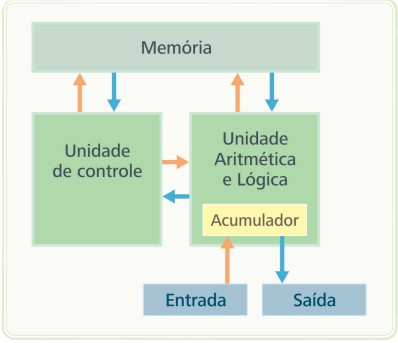 Memória
Unidade
de controle
Unidade
Aritmética
e Lógica
Acumulador
Entrada
Saída